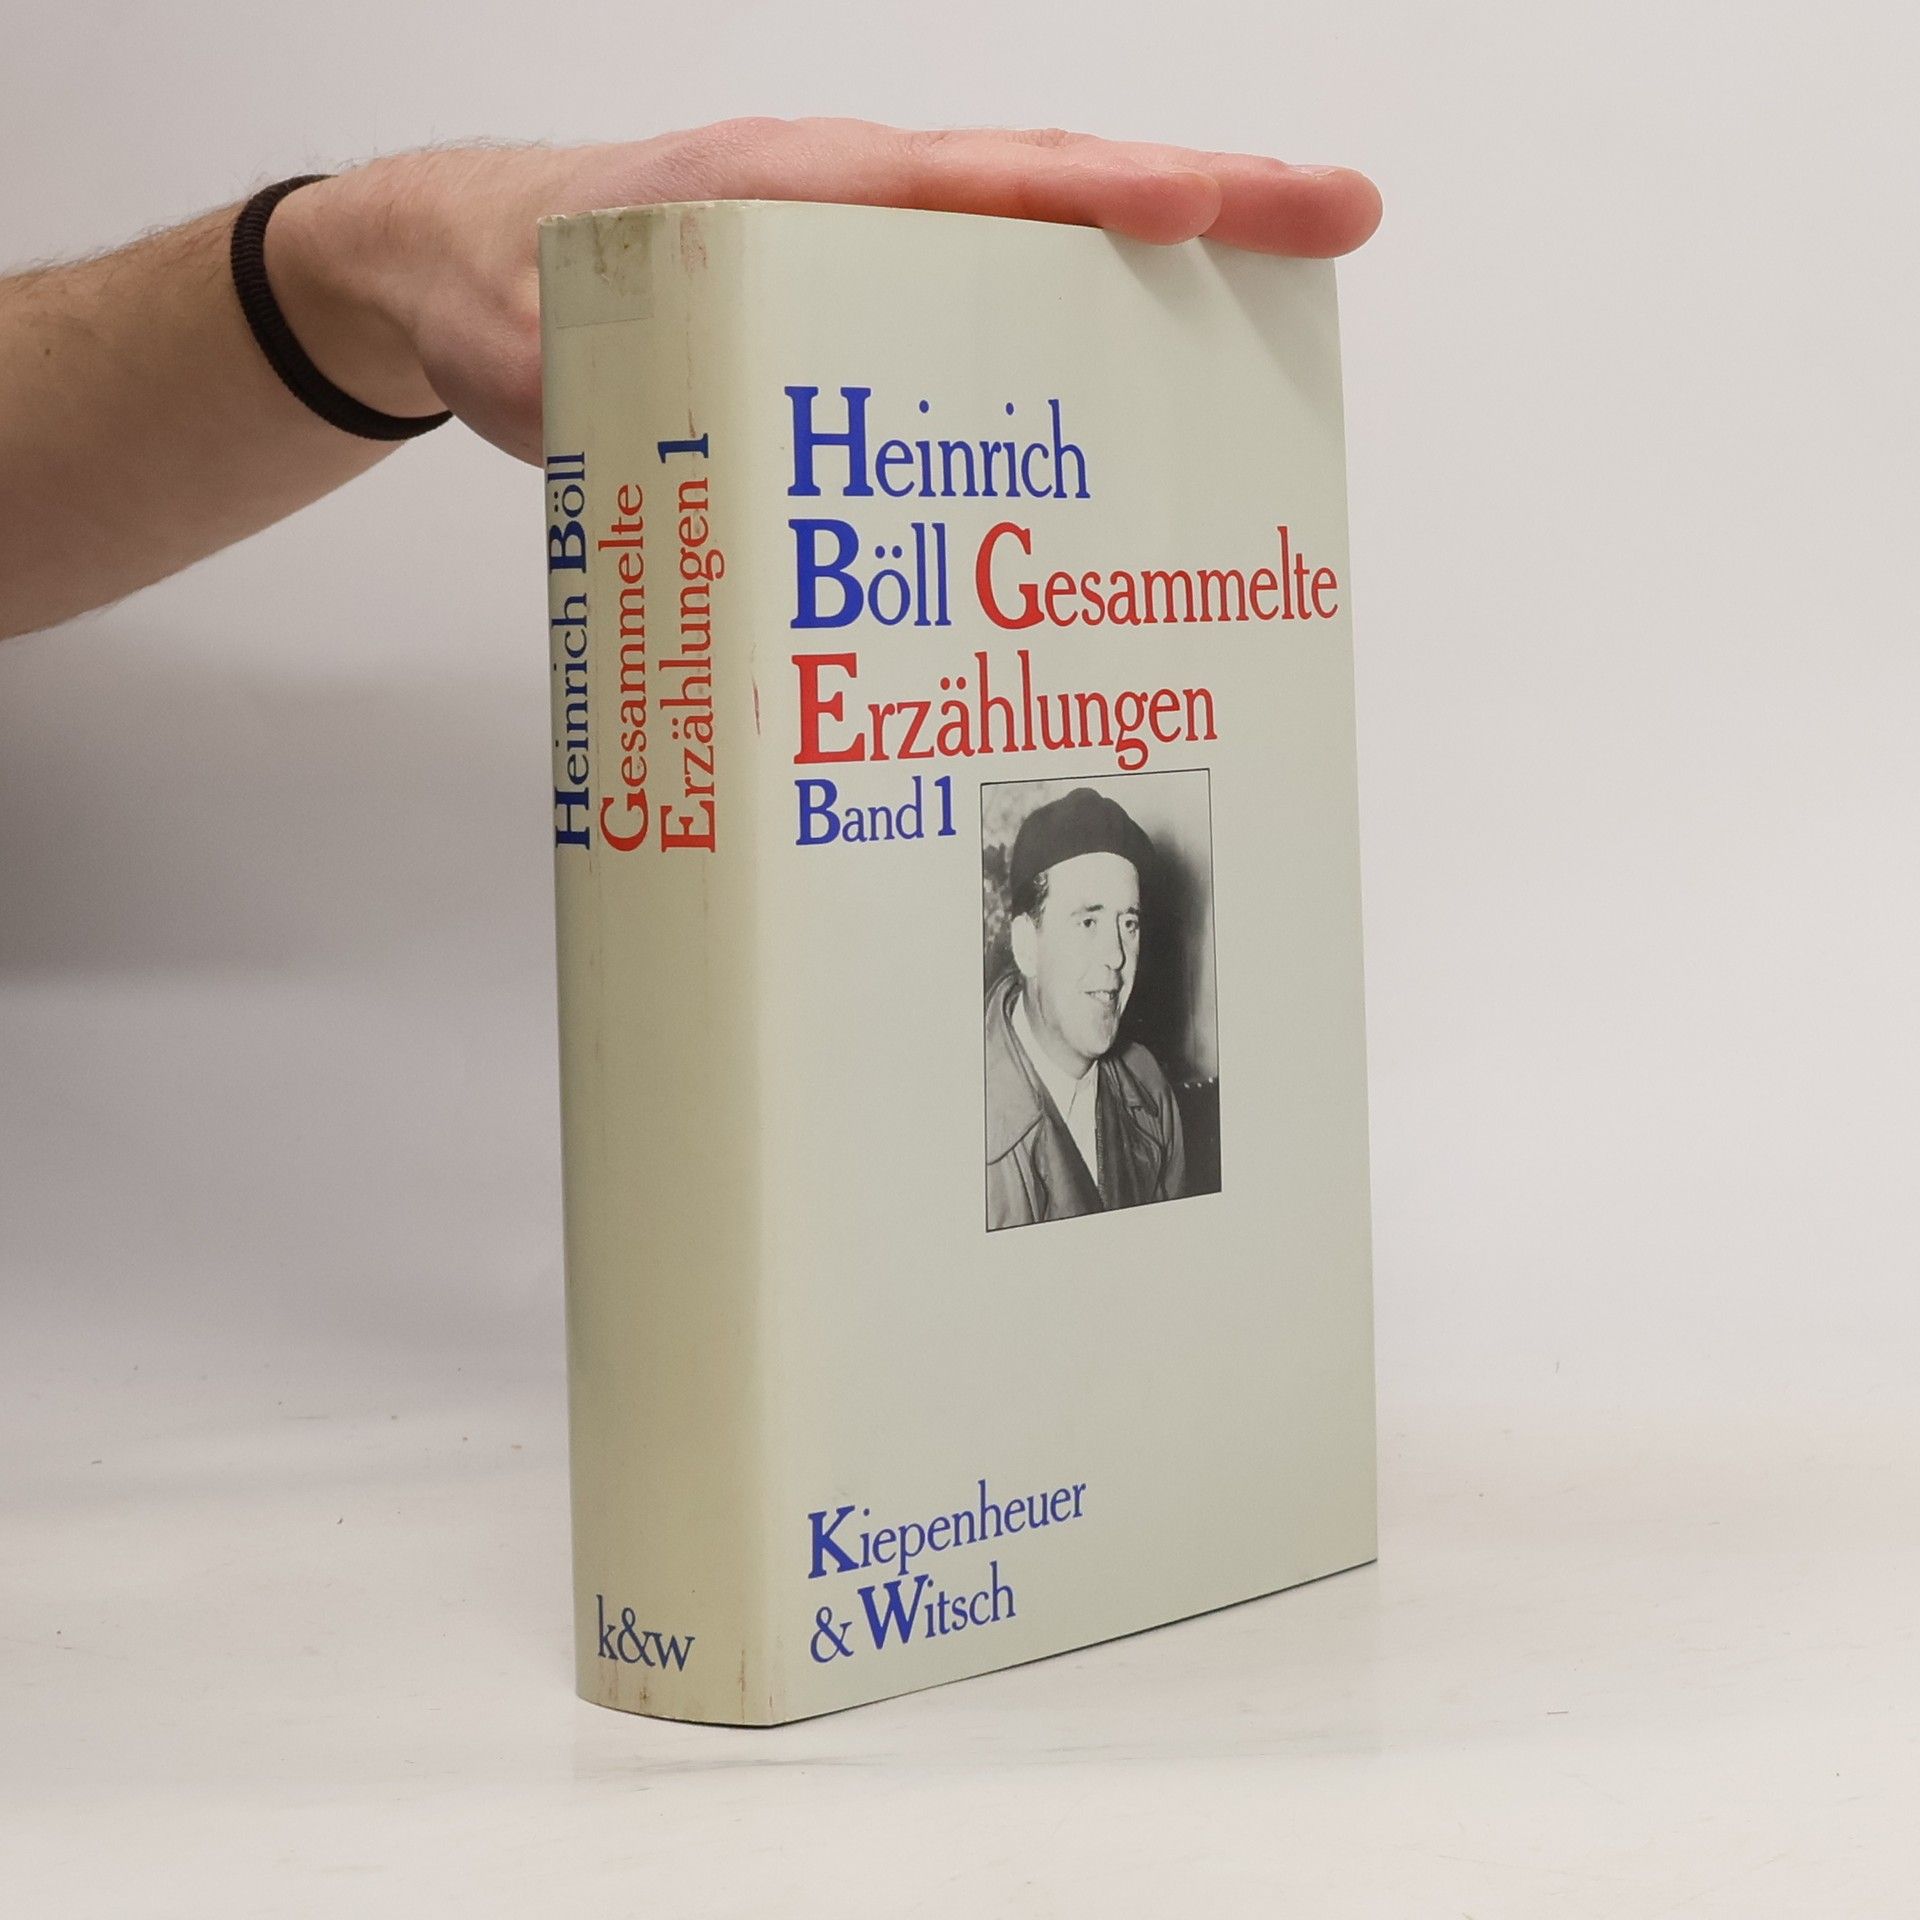 Heinrich Böll
Gesammelte
Erzählungen 1
k&w
Heinrich
Böll Gesammelte
Erzählungen
Band 1
Kiepenheuer
& Witsch